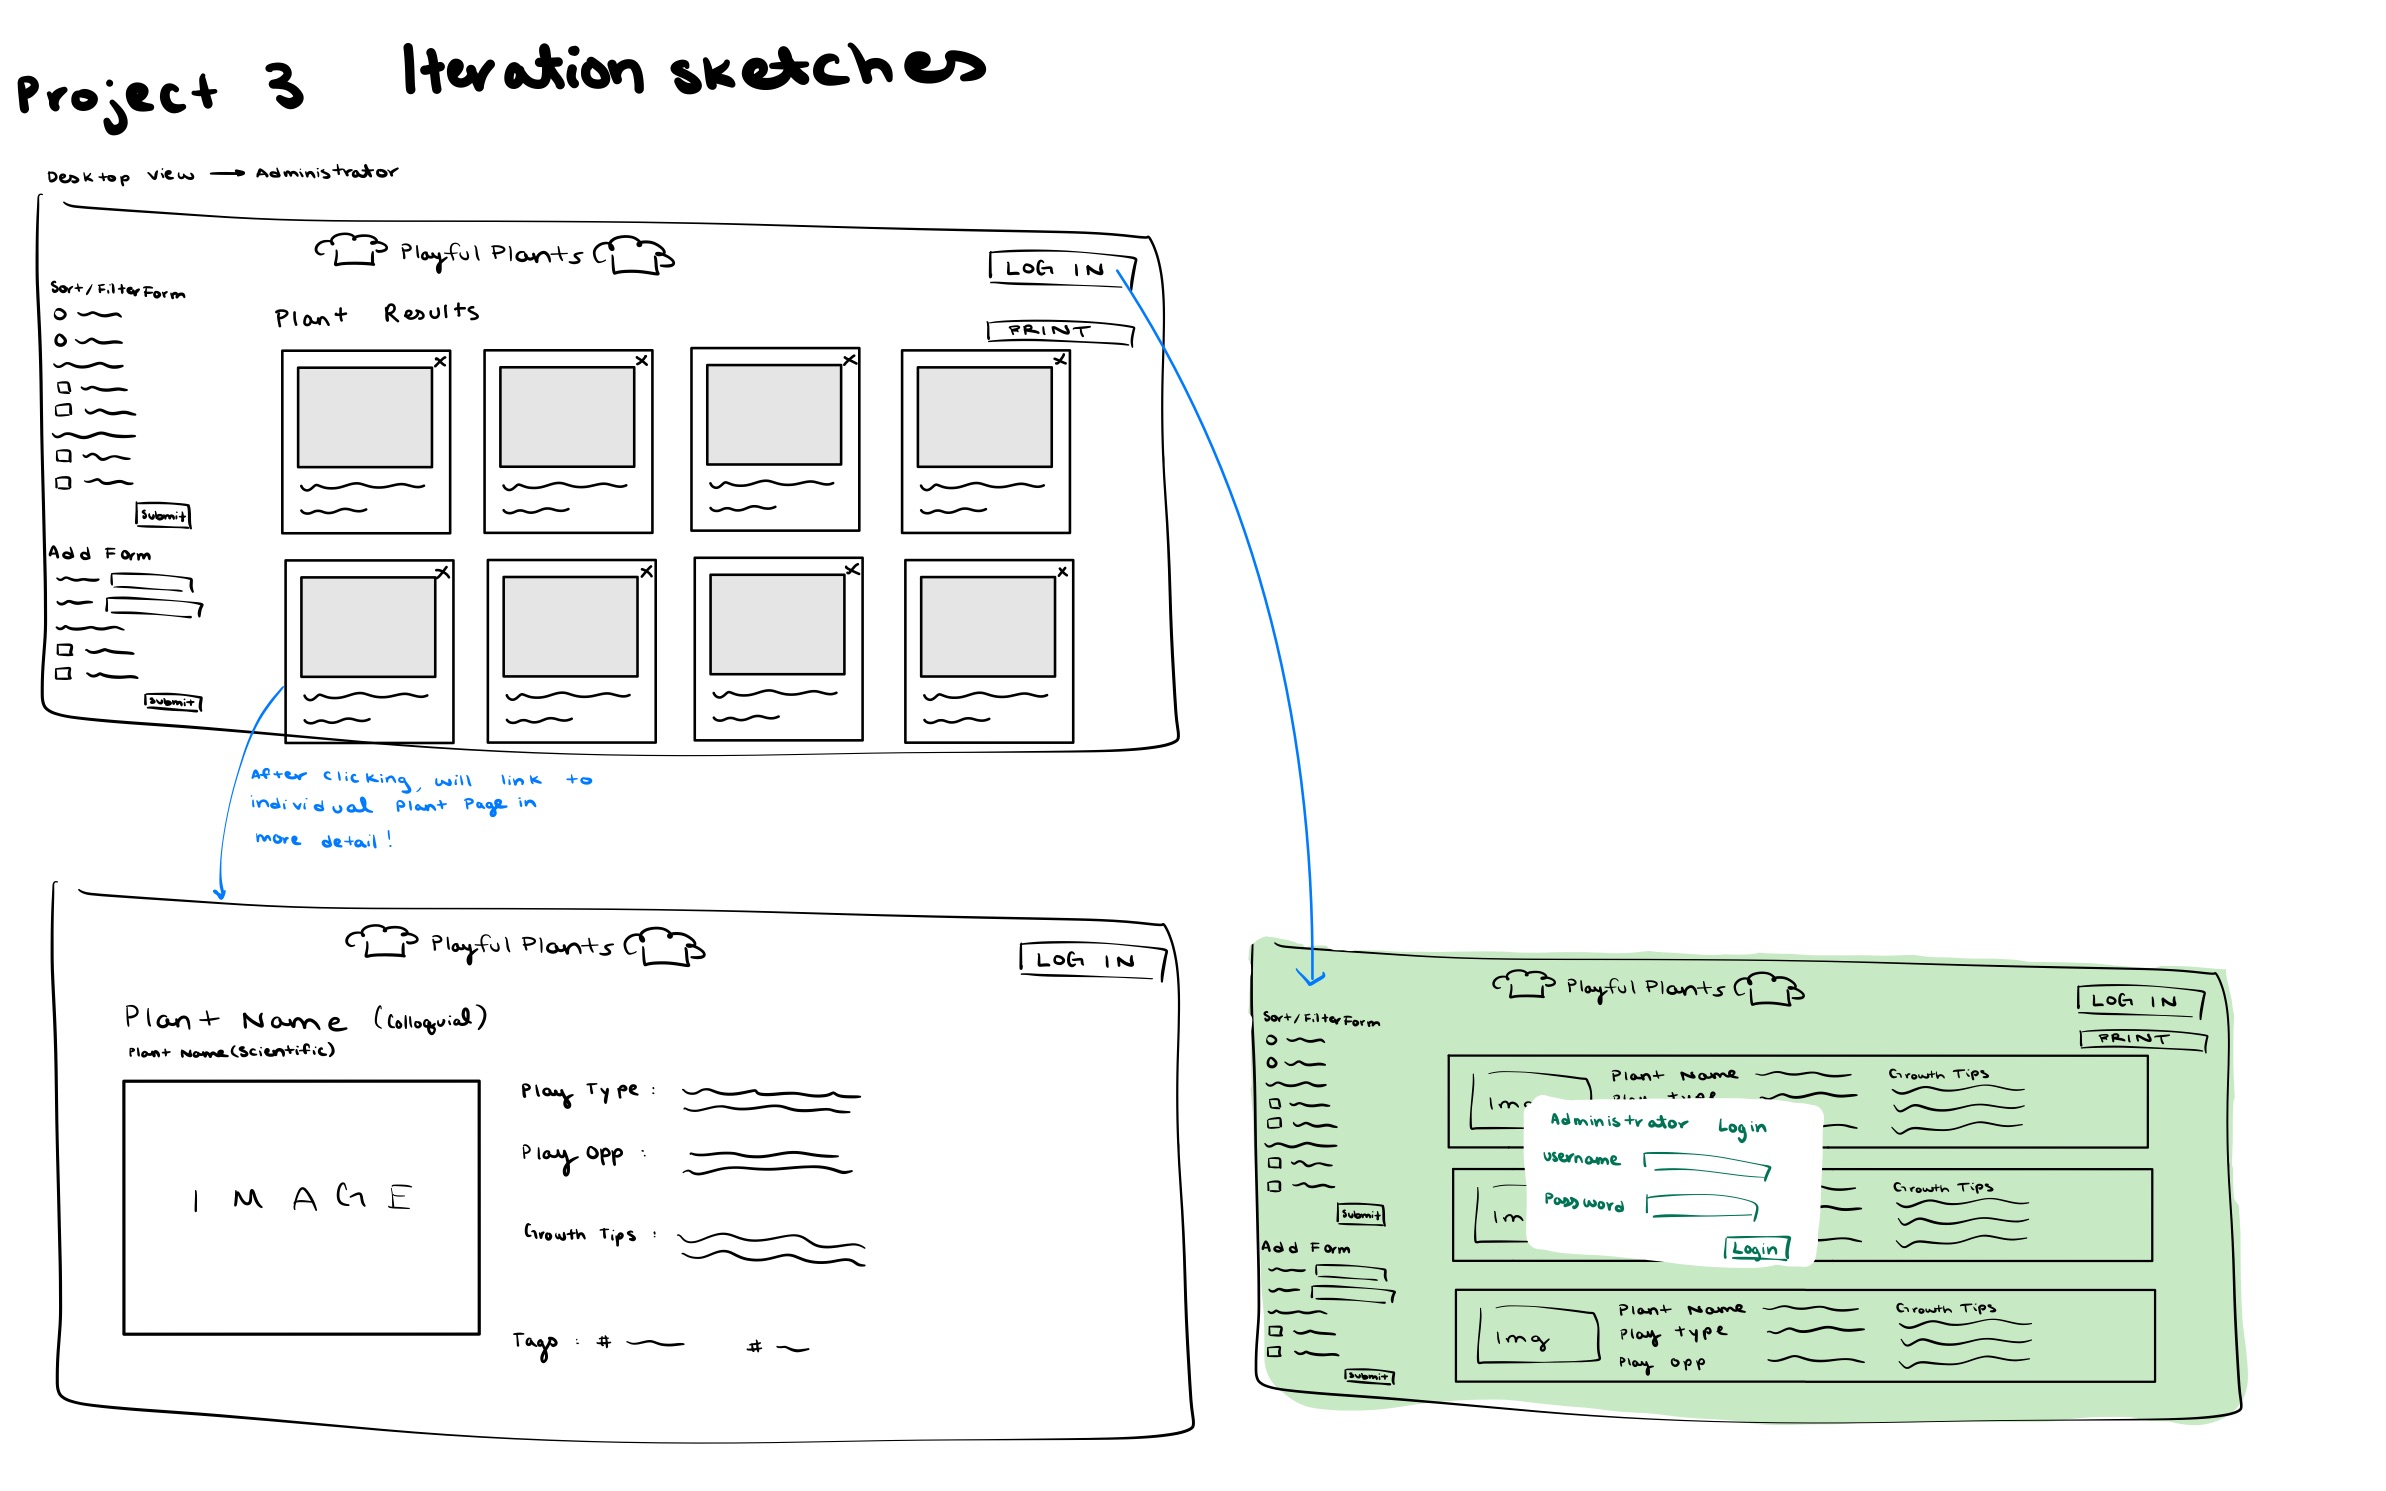 Project 3 Iteration sketches
Desktop view → Administrator
Playful Plants
LOG IN
Sort/Filter Form
Plant Results
PRINT
Submit
Add Form
Submit
After clicking, will link to
individual Plant Page in
more detail!
Playful Plants
LOG IN
Plant Name (Colloquial)
Plant Name (Scientific)
IMAGE
Play Type :
Play Opp :
Growth Tips :
Tags : # #
Playful Plants
LOG IN
Sort/Filter Form
PRINT
Img
Plant Name
Play type
Growth Tips
Administrator Login
username
Password
Login
Im
Growth Tips
Submit
Add Form
Submit
Img
Plant Name
Play type
Play opp
Growth Tips